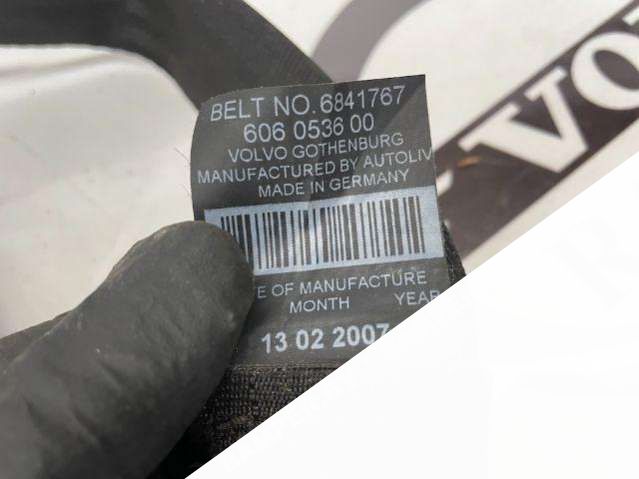 BELT NO. 6841767
606 0536 00
VOLVO GOTHENBURG
MANUFACTURED BY AUTOLIV
MADE IN GERMANY
OF MANUFACTURE
MONTH YEAR
13 02 2007